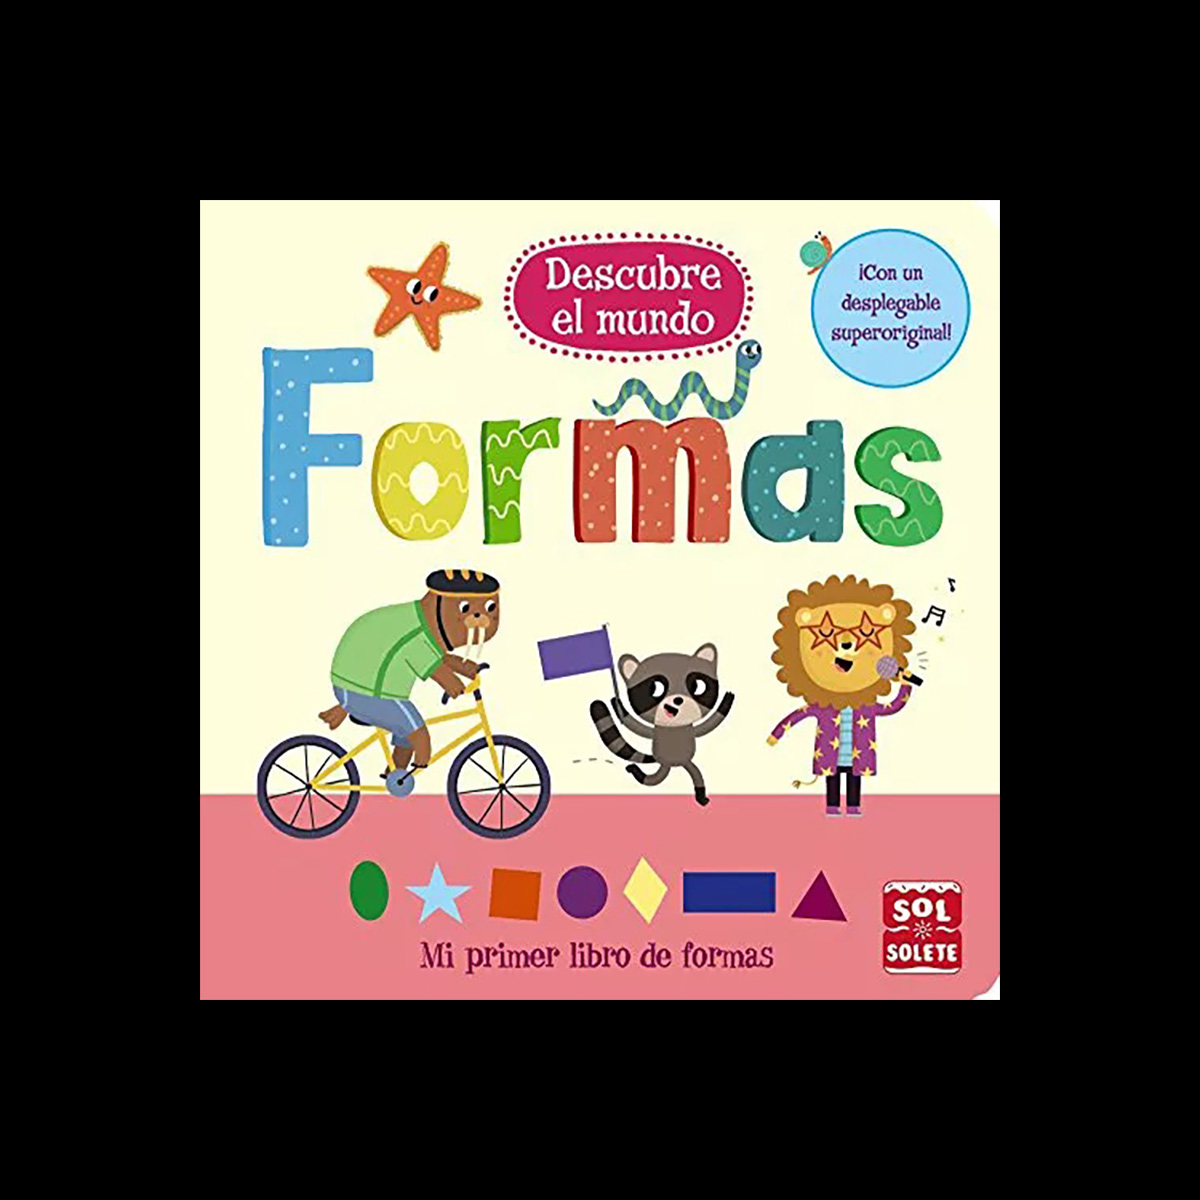 Descubre
el mundo
¡Con un
desplegable
superoriginal!
Formas
Mi primer libro de formas
SOL
SOLETE